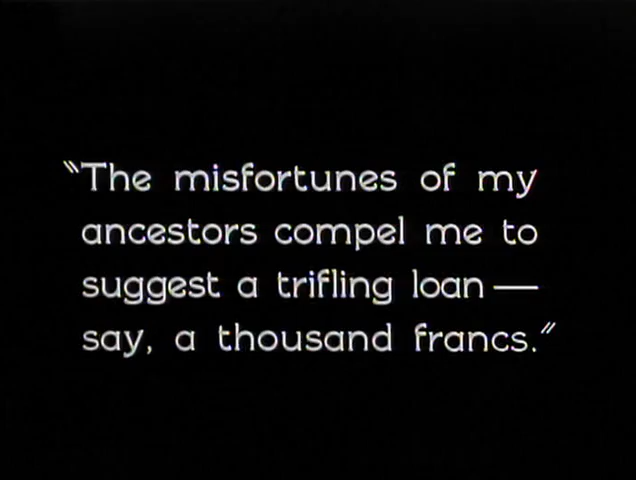 "The misfortunes of my
ancestors compel me to
suggest a trifling loan —
say, a thousand francs."